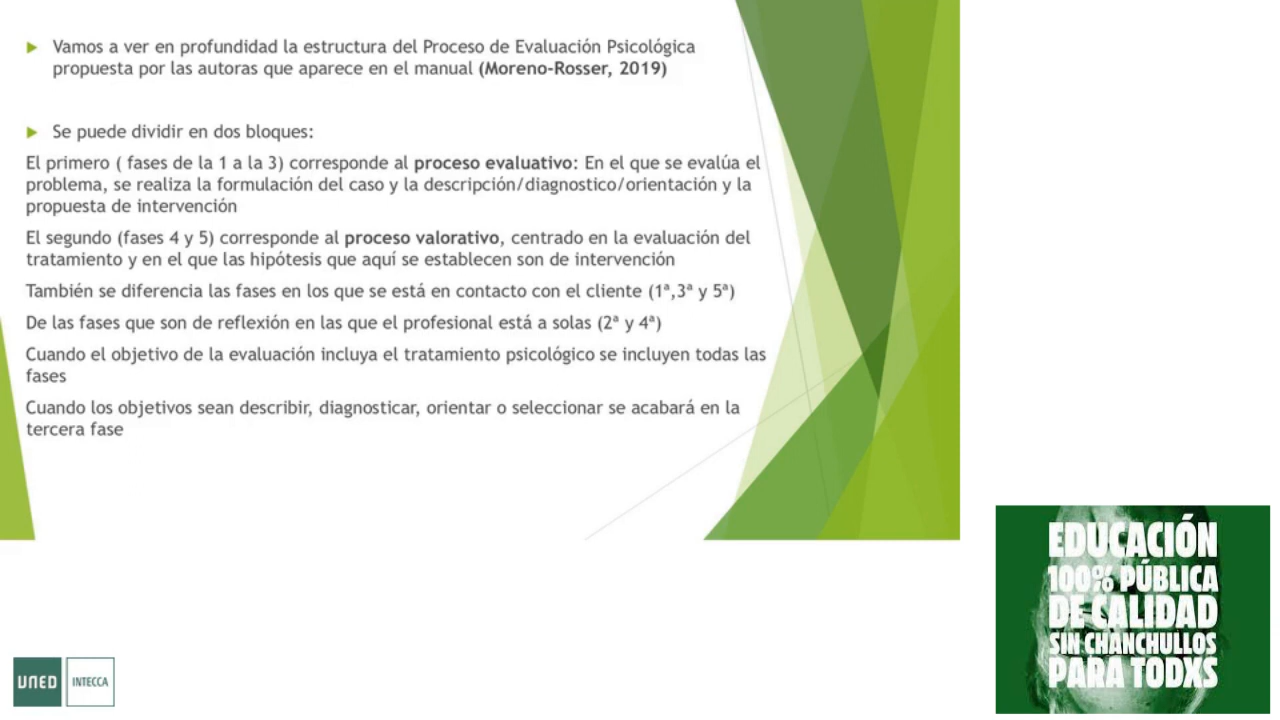 Vamos a ver en profundidad la estructura del Proceso de Evaluación Psicológica
propuesta por las autoras que aparece en el manual (Moreno-Rosser, 2019)
Se puede dividir en dos bloques:
El primero ( fases de la 1 a la 3) corresponde al proceso evaluativo: En el que se evalúa el
problema, se realiza la formulación del caso y la descripción/diagnostico/orientación y la
propuesta de intervención
El segundo (fases 4 y 5) corresponde al proceso valorativo, centrado en la evaluación del
tratamiento y en el que las hipótesis que aquí se establecen son de intervención
También se diferencia las fases en los que se está en contacto con el cliente (1ª,3ª y 5ª)
De las fases que son de reflexión en las que el profesional está a solas (2ª y 4ª)
Cuando el objetivo de la evaluación incluya el tratamiento psicológico se incluyen todas las
fases
Cuando los objetivos sean describir, diagnosticar, orientar o seleccionar se acabará en la
tercera fase
EDUCACIÓN
100% PÚBLICA
DE CALIDAD
SIN CHANCHULLOS
PARA TODXS
UNED INTECCA